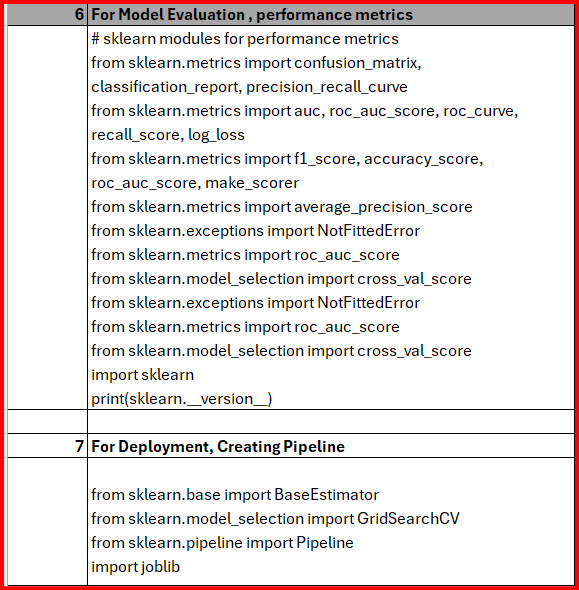 6 For Model Evaluation , performance metrics
# sklearn modules for performance metrics
from sklearn.metrics import confusion_matrix,
classification_report, precision_recall_curve
from sklearn.metrics import auc, roc_auc_score, roc_curve,
recall_score, log_loss
from sklearn.metrics import f1_score, accuracy_score,
roc_auc_score, make_scorer
from sklearn.metrics import average_precision_score
from sklearn.exceptions import NotFittedError
from sklearn.metrics import roc_auc_score
from sklearn.model_selection import cross_val_score
from sklearn.exceptions import NotFittedError
from sklearn.metrics import roc_auc_score
from sklearn.model_selection import cross_val_score
import sklearn
print(sklearn.__version__)
7 For Deployment, Creating Pipeline
from sklearn.base import BaseEstimator
from sklearn.model_selection import GridSearchCV
from sklearn.pipeline import Pipeline
import joblib